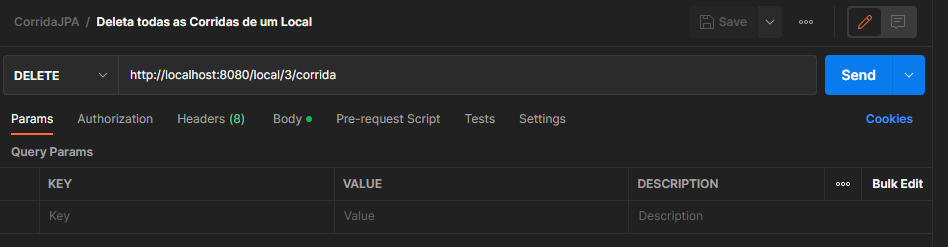 CorridaJPA / Deleta todas as Corridas de um Local
Save
DELETE http://localhost:8080/local/3/corrida Send
Params Authorization Headers (8) Body Pre-request Script Tests Settings Cookies
Query Params
KEY VALUE DESCRIPTION Bulk Edit
Key Value Description